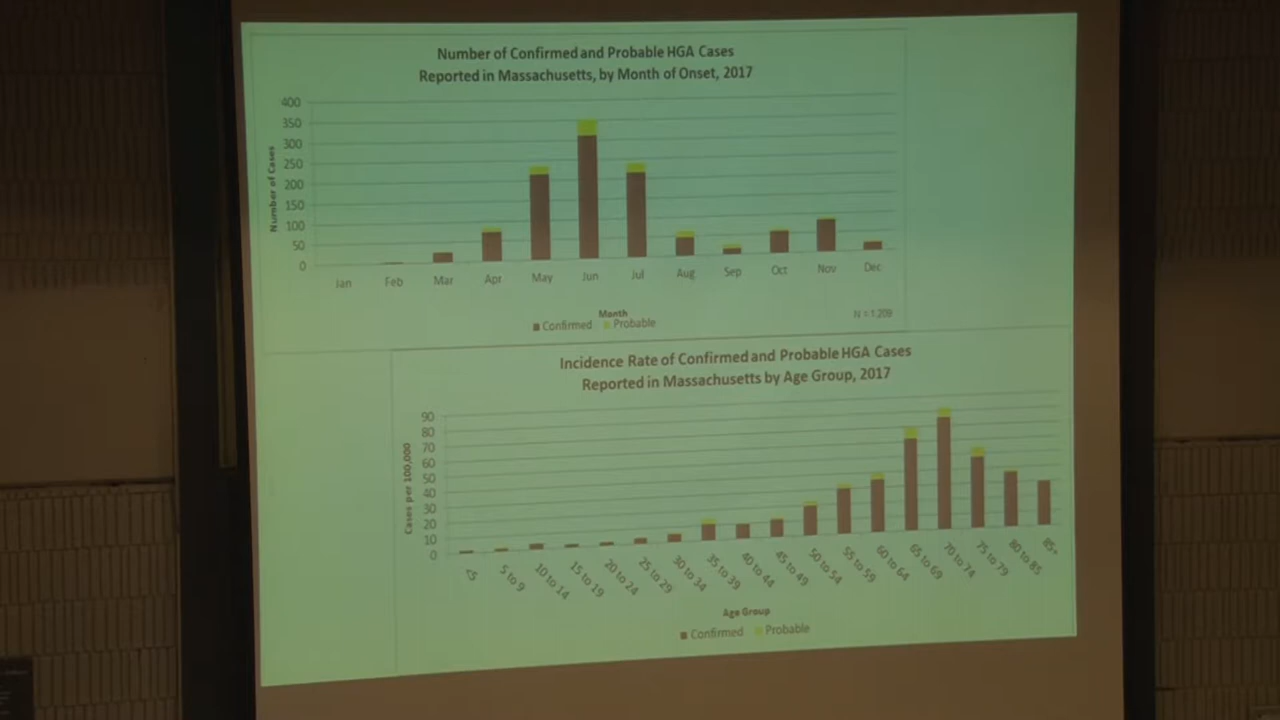 Number of Confirmed and Probable HGA Cases
Reported in Massachusetts, by Month of Onset, 2017
400
350
300
250
200
150
100
50
0
Number of Cases
Jan Feb Mar Apr May Jun Jul Aug Sep Oct Nov Dec
Month
Confirmed Probable
N = 1,209
Incidence Rate of Confirmed and Probable HGA Cases
Reported in Massachusetts by Age Group, 2017
90
80
70
60
50
40
30
20
10
0
Cases per 100,000
<5 5 to 9 10 to 14 15 to 19 20 to 24 25 to 29 30 to 34 35 to 39 40 to 44 45 to 49 50 to 54 55 to 59 60 to 64 65 to 69 70 to 74 75 to 79 80 to 85 85+
Age Group
Confirmed Probable